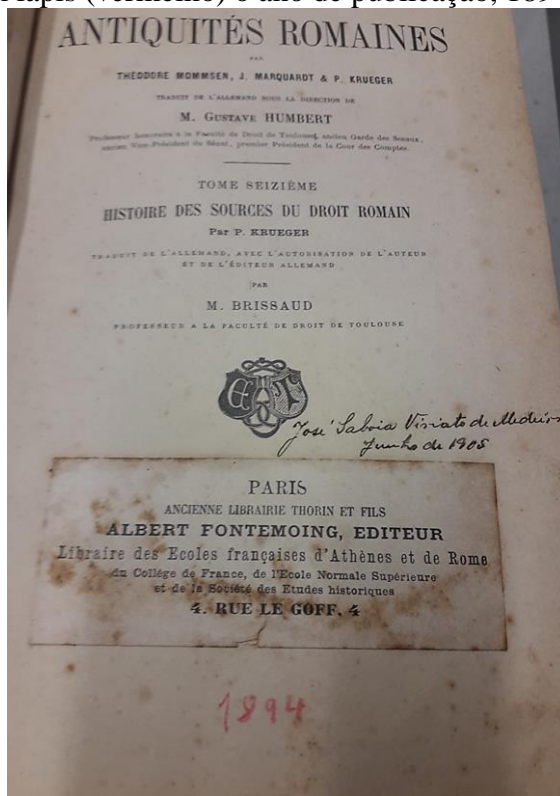 lápis (vermelho) o ano de publicação, 189
ANTIQUITÉS ROMAINES
PAR
THÉODORE MOMMSEN, J. MARQUARDT & P. KRUEGER
TRADUIT DE L'ALLEMAND SOUS LA DIRECTION DE
M. GUSTAVE HUMBERT
Professeur honoraire à la Faculté de Droit de Toulouse, ancien Garde des Sceaux,
ancien Vice-Président du Sénat, premier Président de la Cour des Comptes.
TOME SEIZIÈME
HISTOIRE DES SOURCES DU DROIT ROMAIN
Par P. KRUEGER
TRADUIT DE L'ALLEMAND, AVEC L'AUTORISATION DE L'AUTEUR
ET DE L'ÉDITEUR ALLEMAND
PAR
M. BRISSAUD
PROFESSEUR A LA FACULTÉ DE DROIT DE TOULOUSE
José Saboia Viriato de Medeiros
Junho de 1908
PARIS
ANCIENNE LIBRAIRIE THORIN ET FILS
ALBERT FONTEMOING, EDITEUR
Libraire des Ecoles françaises d'Athènes et de Rome
du Collège de France, de l'Ecole Normale Supérieure
et de la Société des Etudes historiques
4. RUE LE GOFF, 4
1894